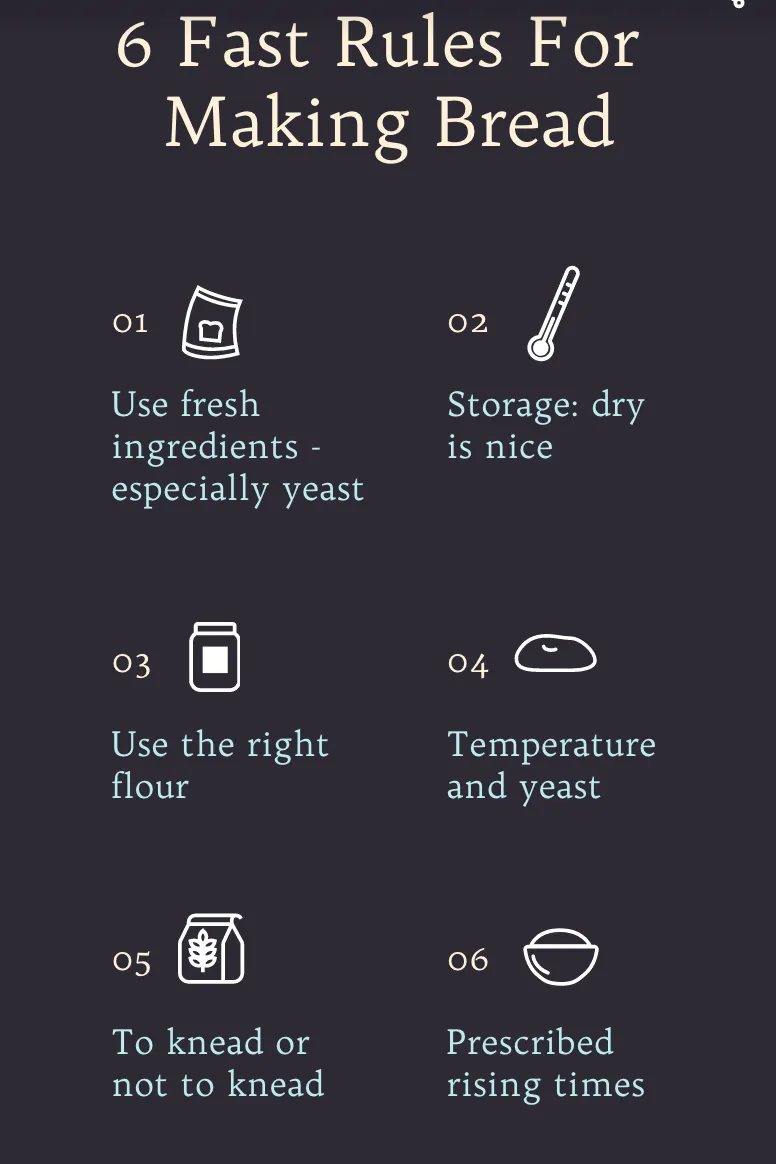 6 Fast Rules For
Making Bread
01
Use fresh
ingredients -
especially yeast
02
Storage: dry
is nice
03
Use the right
flour
04
Temperature
and yeast
05
To knead or
not to knead
06
Prescribed
rising times